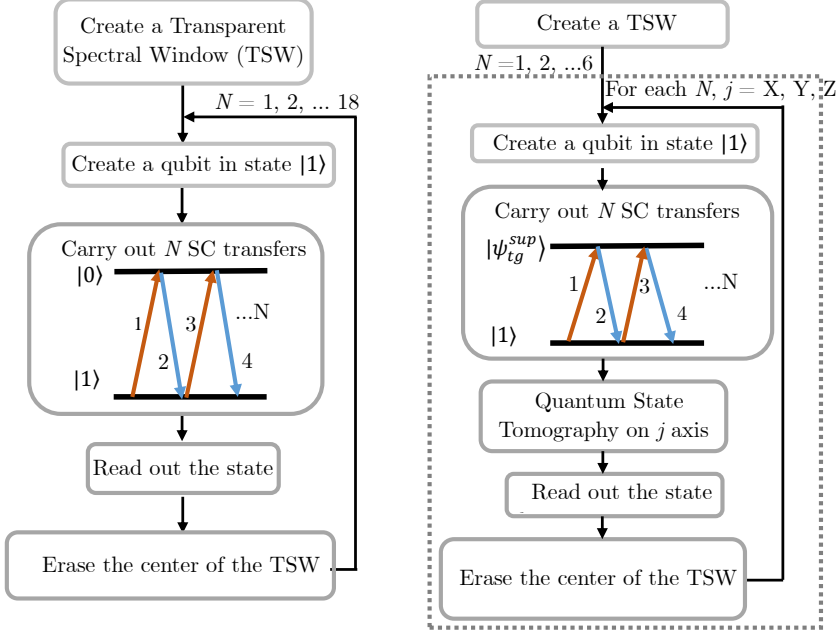 Create a Transparent
Spectral Window (TSW)
N = 1, 2, ... 18
Create a qubit in state |1⟩
Carry out N SC transfers
|0⟩
1
2
3
4
...N
|1⟩
Read out the state
Erase the center of the TSW
Create a TSW
N =1, 2, ...6
For each N, j = X, Y, Z
Create a qubit in state |1⟩
Carry out N SC transfers
|ψ_{tg}^{sup}⟩
1
2
3
4
...N
|1⟩
Quantum State
Tomography on j axis
Read out the state
Erase the center of the TSW